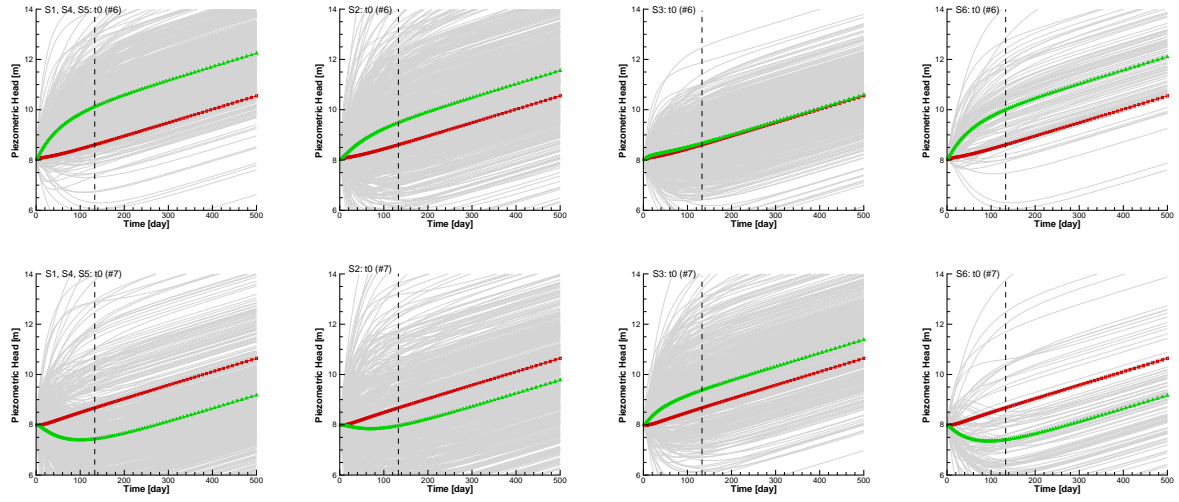 S1, S4, S5: t0 (#6)
Piezometric Head [m]
14
12
10
8
6
0 100 200 300 400 500
Time [day]
S2: t0 (#6)
Piezometric Head [m]
14
12
10
8
6
0 100 200 300 400 500
Time [day]
S3: t0 (#6)
Piezometric Head [m]
14
12
10
8
6
0 100 200 300 400 500
Time [day]
S6: t0 (#6)
Piezometric Head [m]
14
12
10
8
6
0 100 200 300 400 500
Time [day]
S1, S4, S5: t0 (#7)
Piezometric Head [m]
14
12
10
8
6
0 100 200 300 400 500
Time [day]
S2: t0 (#7)
Piezometric Head [m]
14
12
10
8
6
0 100 200 300 400 500
Time [day]
S3: t0 (#7)
Piezometric Head [m]
14
12
10
8
6
0 100 200 300 400 500
Time [day]
S6: t0 (#7)
Piezometric Head [m]
14
12
10
8
6
0 100 200 300 400 500
Time [day]